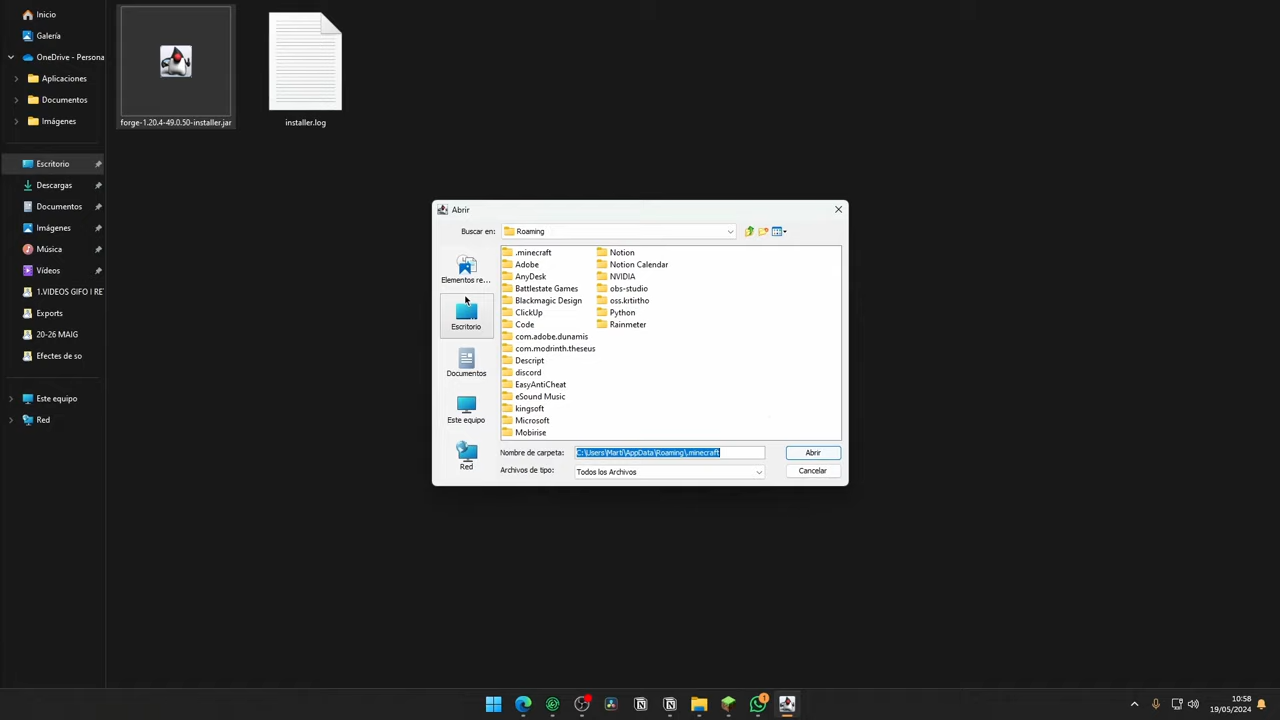 Inicio
Galería
OneDrive - Persona
Aplicaciones
Documentos
Imágenes
Escritorio
Descargas
Documentos
Imágenes
Música
Vídeos
1.VIDEOS GIFO I RE
Exports
20-26 MAIG
Efectes de so
Este equipo
Red
forge-1.20.4-49.0.50-installer.jar
installer.log
Abrir
Buscar en:
Roaming
Elementos re...
Escritorio
Documentos
Este equipo
Red
.minecraft
Adobe
AnyDesk
Battlestate Games
Blackmagic Design
ClickUp
Code
com.adobe.dunamis
com.modrinth.theseus
Descript
discord
EasyAntiCheat
eSound Music
kingsoft
Microsoft
Mobirise
Notion
Notion Calendar
NVIDIA
obs-studio
oss.krtirtho
Python
Rainmeter
Nombre de carpeta:
C:\Users\Martí\AppData\Roaming\.minecraft
Abrir
Archivos de tipo:
Todos los Archivos
Cancelar
1
10:58
19/05/2024